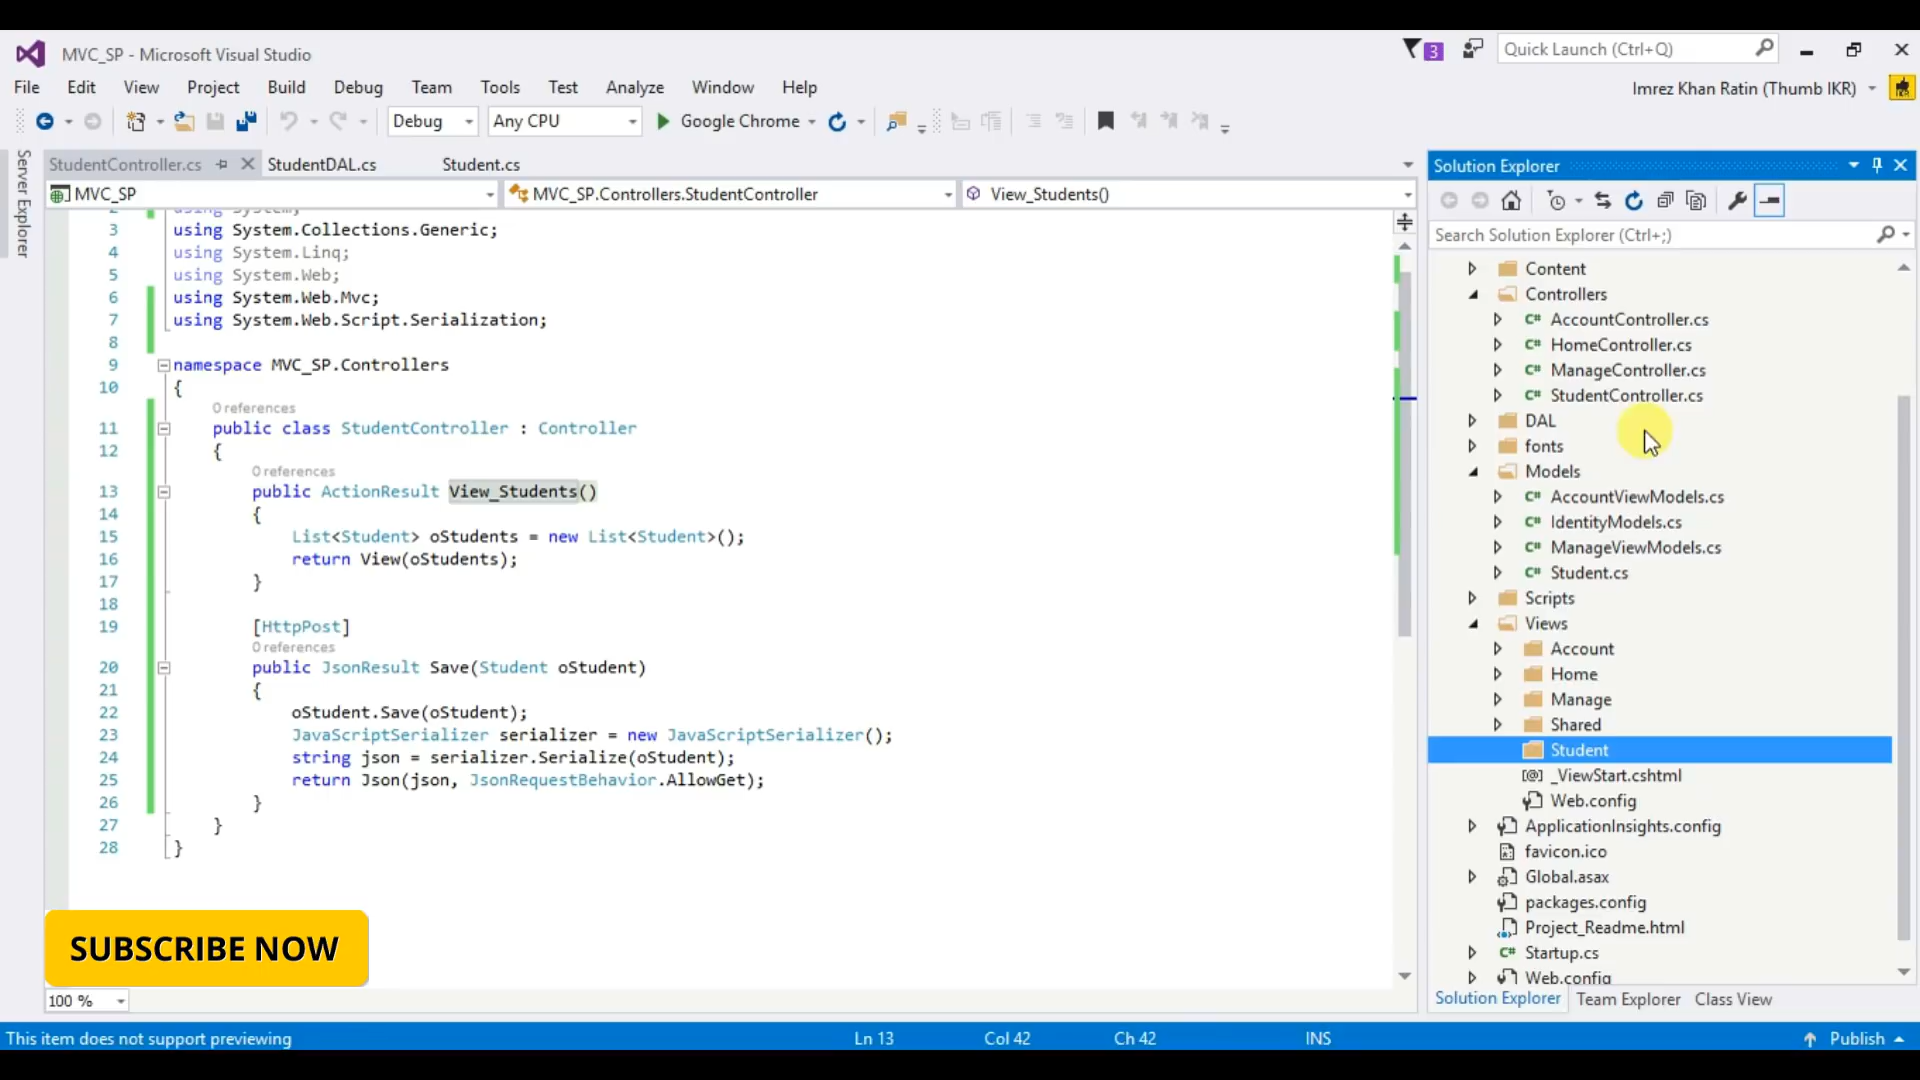 MVC_SP - Microsoft Visual Studio
3
Quick Launch (Ctrl+Q)
File Edit View Project Build Debug Team Tools Test Analyze Window Help
Imrez Khan Ratin (Thumb IKR)
Debug Any CPU Google Chrome
Server Explorer
StudentController.cs StudentDAL.cs Student.cs
MVC_SP MVC_SP.Controllers.StudentController View_Students()
2 using System;
3 using System.Collections.Generic;
4 using System.Linq;
5 using System.Web;
6 using System.Web.Mvc;
7 using System.Web.Script.Serialization;
8
9 namespace MVC_SP.Controllers
10 {
0 references
11 public class StudentController : Controller
12 {
0 references
13 public ActionResult View_Students()
14 {
15 List<Student> oStudents = new List<Student>();
16 return View(oStudents);
17 }
18
19 [HttpPost]
0 references
20 public JsonResult Save(Student oStudent)
21 {
22 oStudent.Save(oStudent);
23 JavaScriptSerializer serializer = new JavaScriptSerializer();
24 string json = serializer.Serialize(oStudent);
25 return Json(json, JsonRequestBehavior.AllowGet);
26 }
27 }
28 }
SUBSCRIBE NOW
100 %
Solution Explorer
Search Solution Explorer (Ctrl+;)
Content
Controllers
C# AccountController.cs
C# HomeController.cs
C# ManageController.cs
C# StudentController.cs
DAL
fonts
Models
C# AccountViewModels.cs
C# IdentityModels.cs
C# ManageViewModels.cs
C# Student.cs
Scripts
Views
Account
Home
Manage
Shared
Student
[@] _ViewStart.cshtml
Web.config
ApplicationInsights.config
favicon.ico
Global.asax
packages.config
Project_Readme.html
C# Startup.cs
Web.config
Solution Explorer Team Explorer Class View
This item does not support previewing Ln 13 Col 42 Ch 42 INS Publish